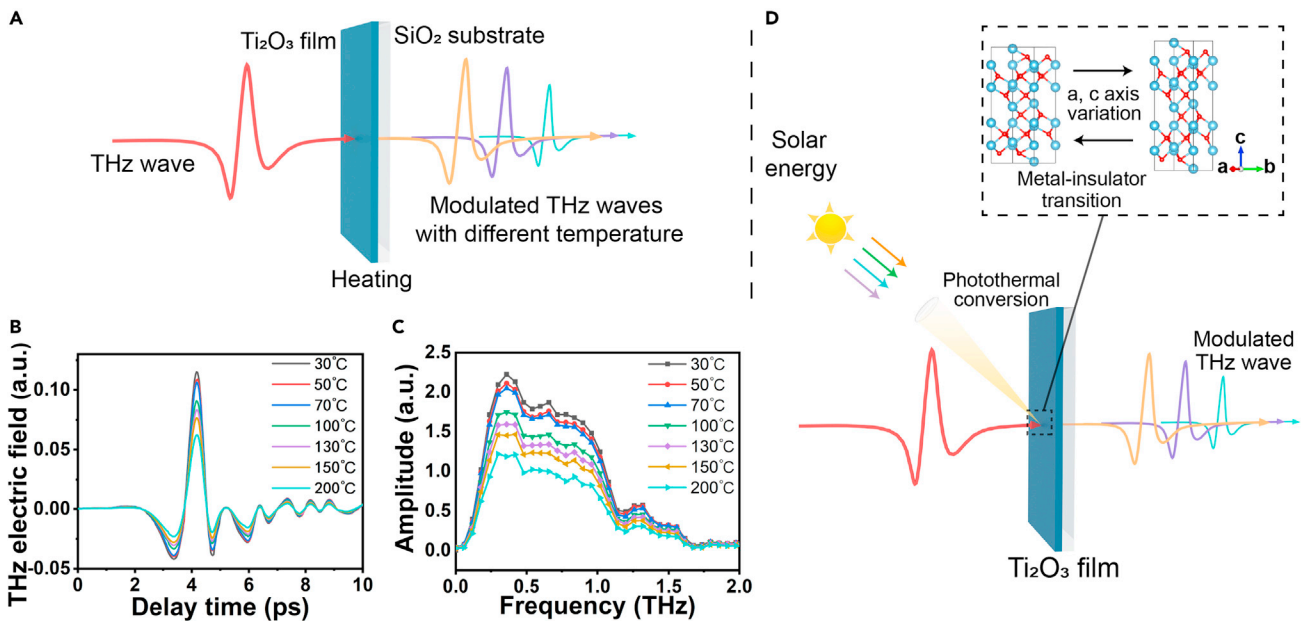 A
Ti₂O₃ film
SiO₂ substrate
THz wave
Modulated THz waves
with different temperature
Heating
B
THz electric field (a.u.)
0.10
0.05
0.00
-0.05
0
2
4
6
8
10
Delay time (ps)
30°C
50°C
70°C
100°C
130°C
150°C
200°C
C
Amplitude (a.u.)
2.5
2.0
1.5
1.0
0.5
0.0
0.0
0.5
1.0
1.5
2.0
Frequency (THz)
30°C
50°C
70°C
100°C
130°C
150°C
200°C
D
a, c axis
variation
c
a
b
Metal-insulator
transition
Solar
energy
Photothermal
conversion
Modulated
THz wave
Ti₂O₃ film